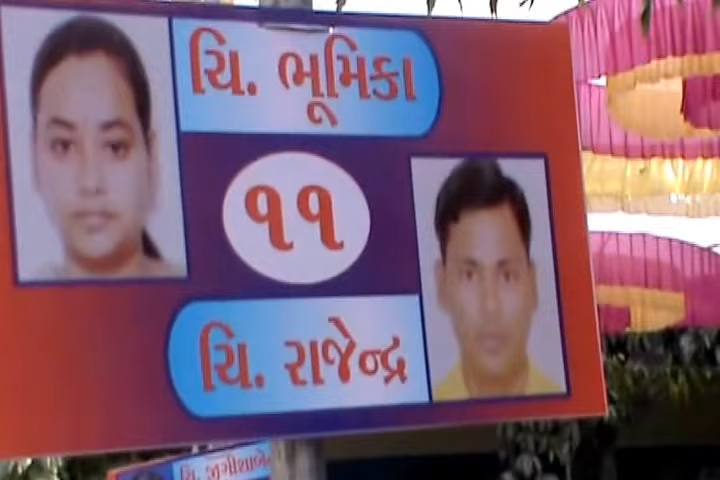 ચિ. ભૂમિકા
૧૧
ચિ. રાજેન્દ્ર
ચિ. જીગીશાબેન